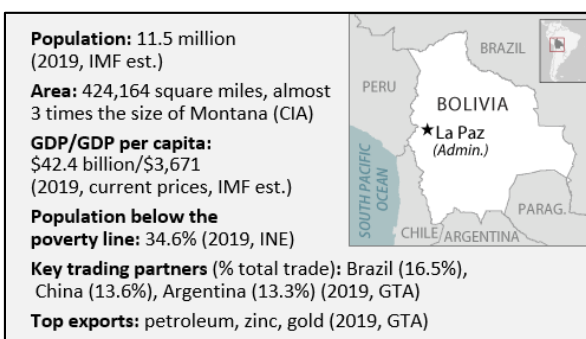 Population: 11.5 million
(2019, IMF est.)
Area: 424,164 square miles, almost
3 times the size of Montana (CIA)
GDP/GDP per capita:
$42.4 billion/$3,671
(2019, current prices, IMF est.)
Population below the
poverty line: 34.6% (2019, INE)
Key trading partners (% total trade): Brazil (16.5%),
China (13.6%), Argentina (13.3%) (2019, GTA)
Top exports: petroleum, zinc, gold (2019, GTA)
BRAZIL
PERU
BOLIVIA
La Paz
(Admin.)
SOUTH PACIFIC
OCEAN
PARAG.
CHILE
ARGENTINA